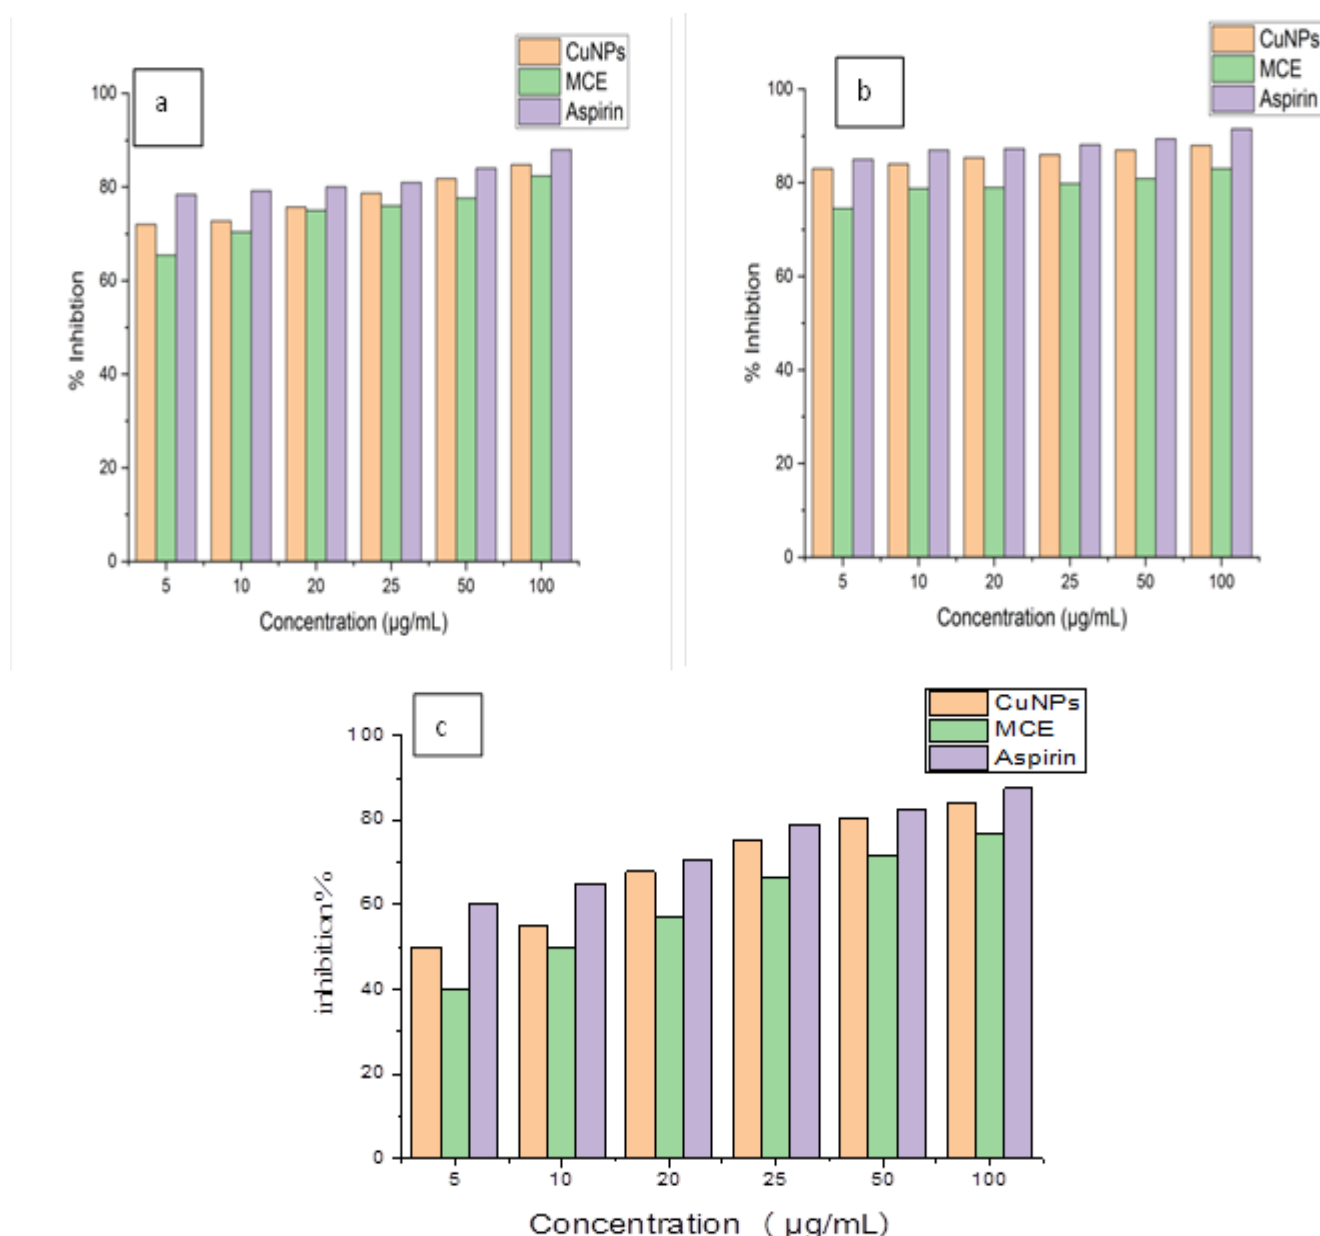 a
CuNPs
MCE
Aspirin
100
80
60
40
20
0
% Inhibtion
5 10 20 25 50 100
Concentration (µg/mL)
b
CuNPs
MCE
Aspirin
100
80
60
40
20
0
% Inhibtion
5 10 20 25 50 100
Concentration (µg/mL)
c
CuNPs
MCE
Aspirin
100
80
60
40
20
0
inhibition%
5 10 20 25 50 100
Concentration ( µg/mL)